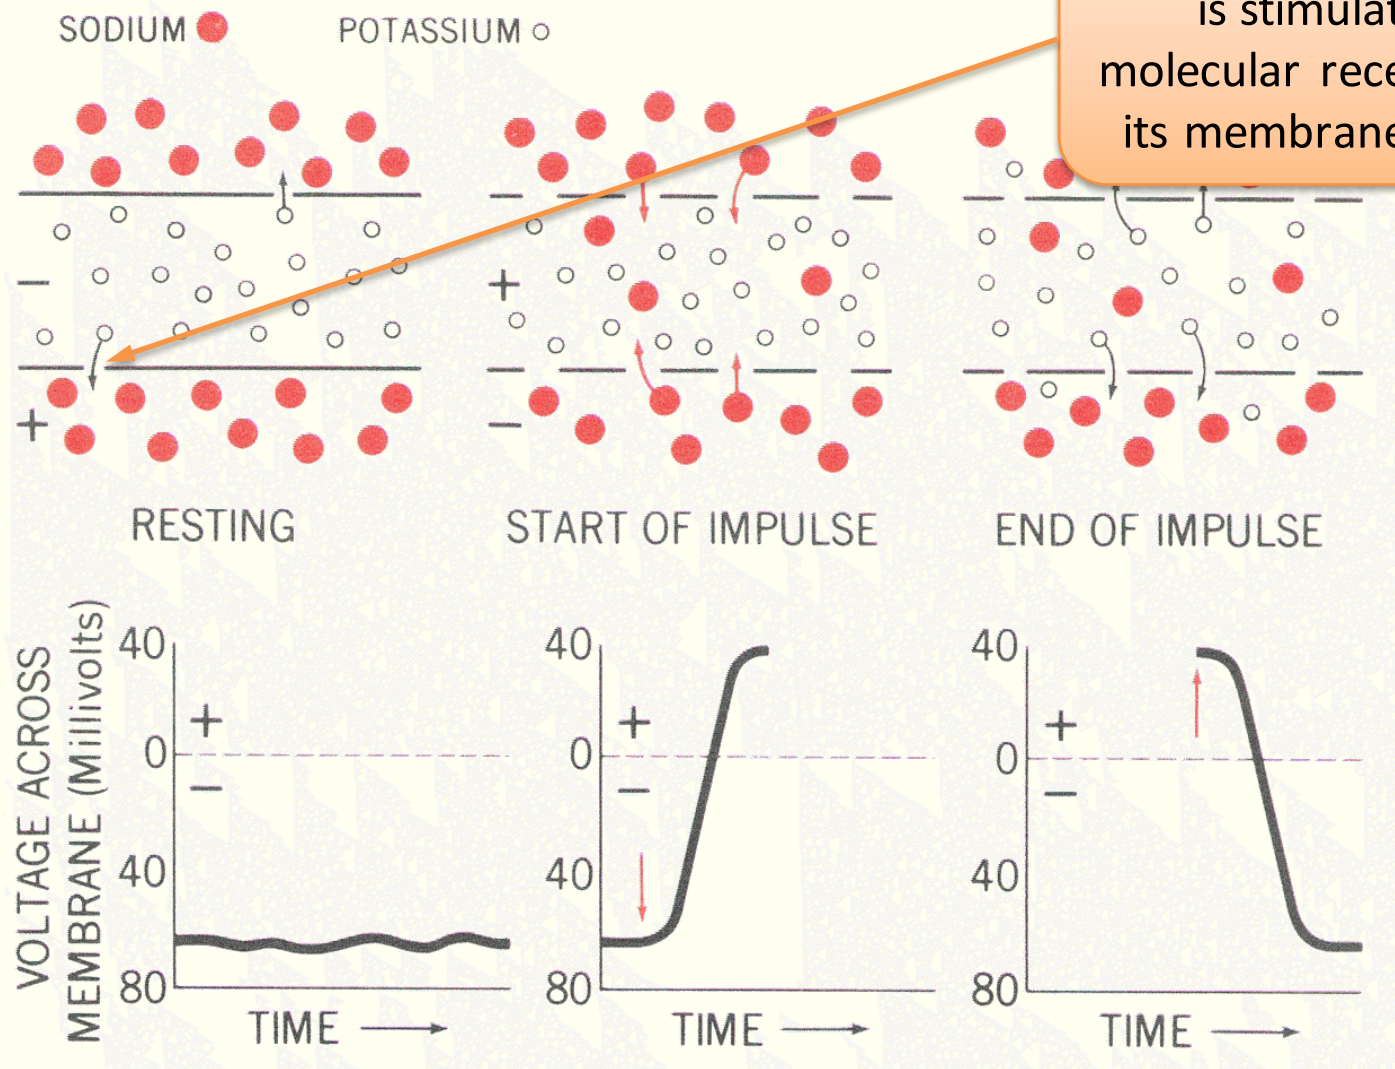 SODIUM
POTASSIUM
is stimulat
molecular rece
its membrane
−
+
−
+
−
RESTING
START OF IMPULSE
END OF IMPULSE
VOLTAGE ACROSS
MEMBRANE (Millivolts)
40
+
0
−
40
80
TIME
40
+
0
−
40
80
TIME
40
+
0
−
40
80
TIME